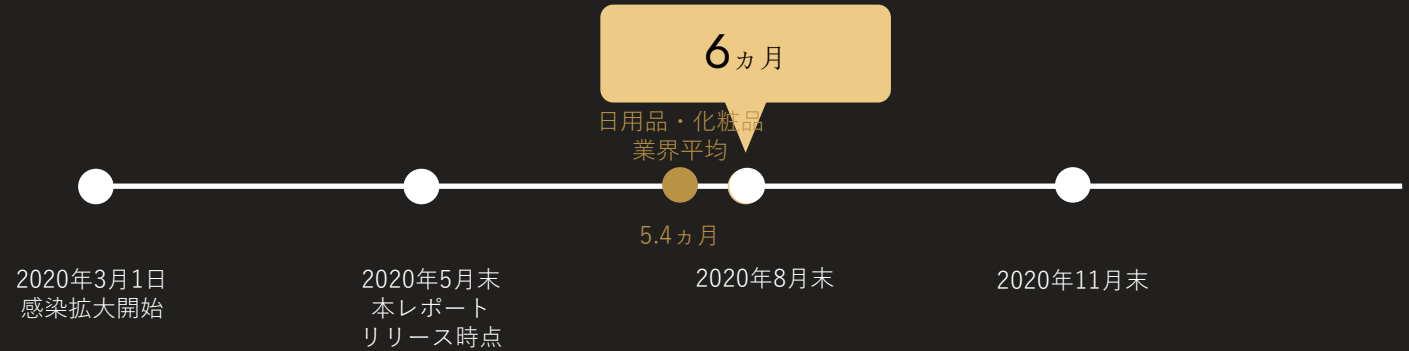 6ヵ月
日用品・化粧品
業界平均
5.4ヵ月
2020年3月1日
感染拡大開始
2020年5月末
本レポート
リリース時点
2020年8月末
2020年11月末